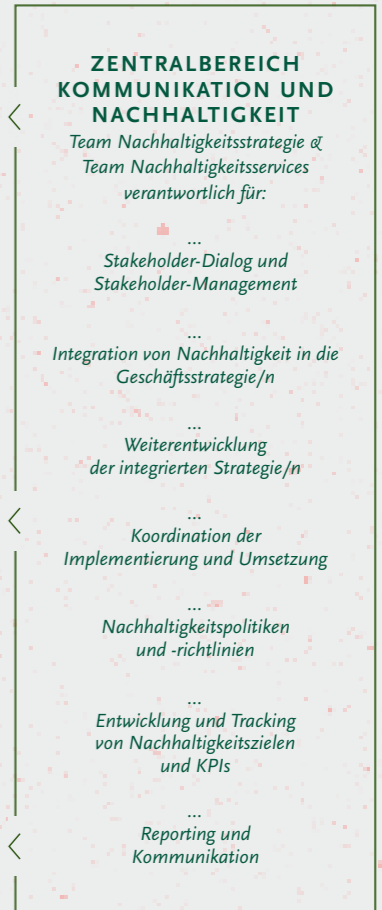 ZENTRALBEREICH
KOMMUNIKATION UND
NACHHALTIGKEIT
Team Nachhaltigkeitsstrategie &
Team Nachhaltigkeitsservices
verantwortlich für:
...
Stakeholder-Dialog und
Stakeholder-Management
...
Integration von Nachhaltigkeit in die
Geschäftsstrategie/n
...
Weiterentwicklung
der integrierten Strategie/n
...
Koordination der
Implementierung und Umsetzung
...
Nachhaltigkeitspolitiken
und -richtlinien
...
Entwicklung und Tracking
von Nachhaltigkeitszielen
und KPIs
...
Reporting und
Kommunikation